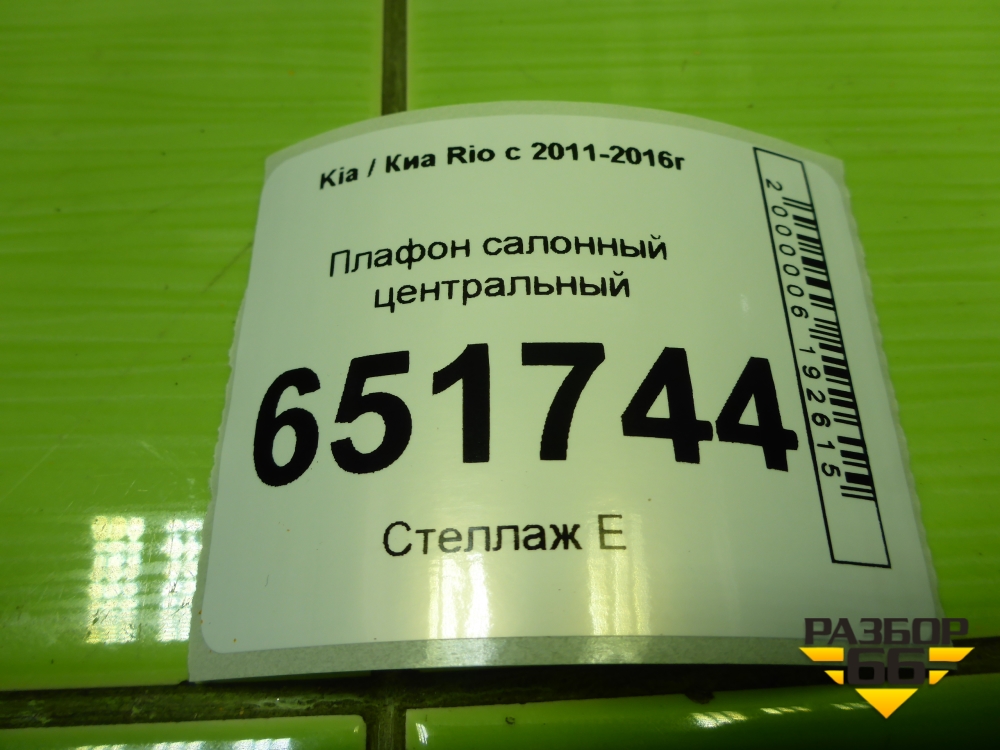 Kia / Киа Rio с 2011-2016г
Плафон салонный
центральный
651744
Стеллаж Е
2000006192615
РАЗБОР
66